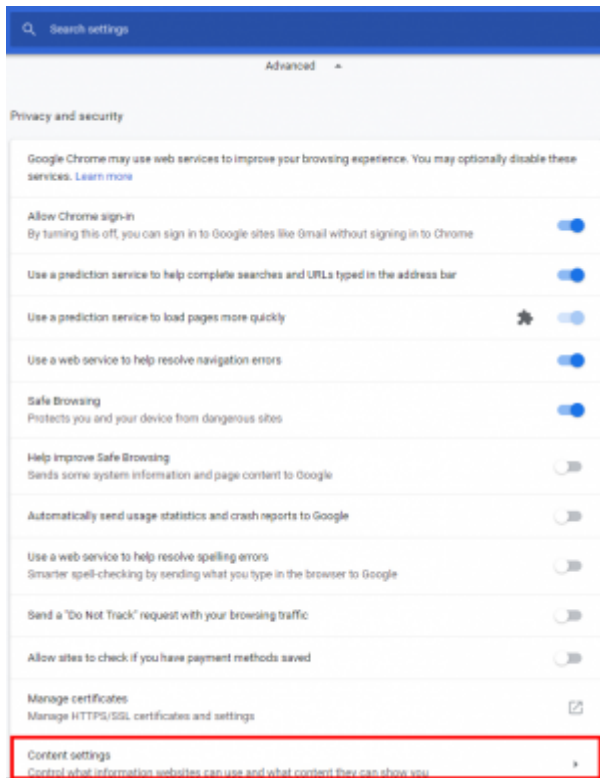 Search settings
Advanced
Privacy and security
Google Chrome may use web services to improve your browsing experience. You may optionally disable these
services. Learn more
Allow Chrome sign-in
By turning this off, you can sign in to Google sites like Gmail without signing in to Chrome
Use a prediction service to help complete searches and URLs typed in the address bar
Use a prediction service to load pages more quickly
Use a web service to help resolve navigation errors
Safe Browsing
Protects you and your device from dangerous sites
Help improve Safe Browsing
Sends some system information and page content to Google
Automatically send usage statistics and crash reports to Google
Use a web service to help resolve spelling errors
Smarter spell-checking by sending what you type in the browser to Google
Send a "Do Not Track" request with your browsing traffic
Allow sites to check if you have payment methods saved
Manage certificates
Manage HTTPS/SSL certificates and settings
Content settings
Control what information websites can use and what content they can show you